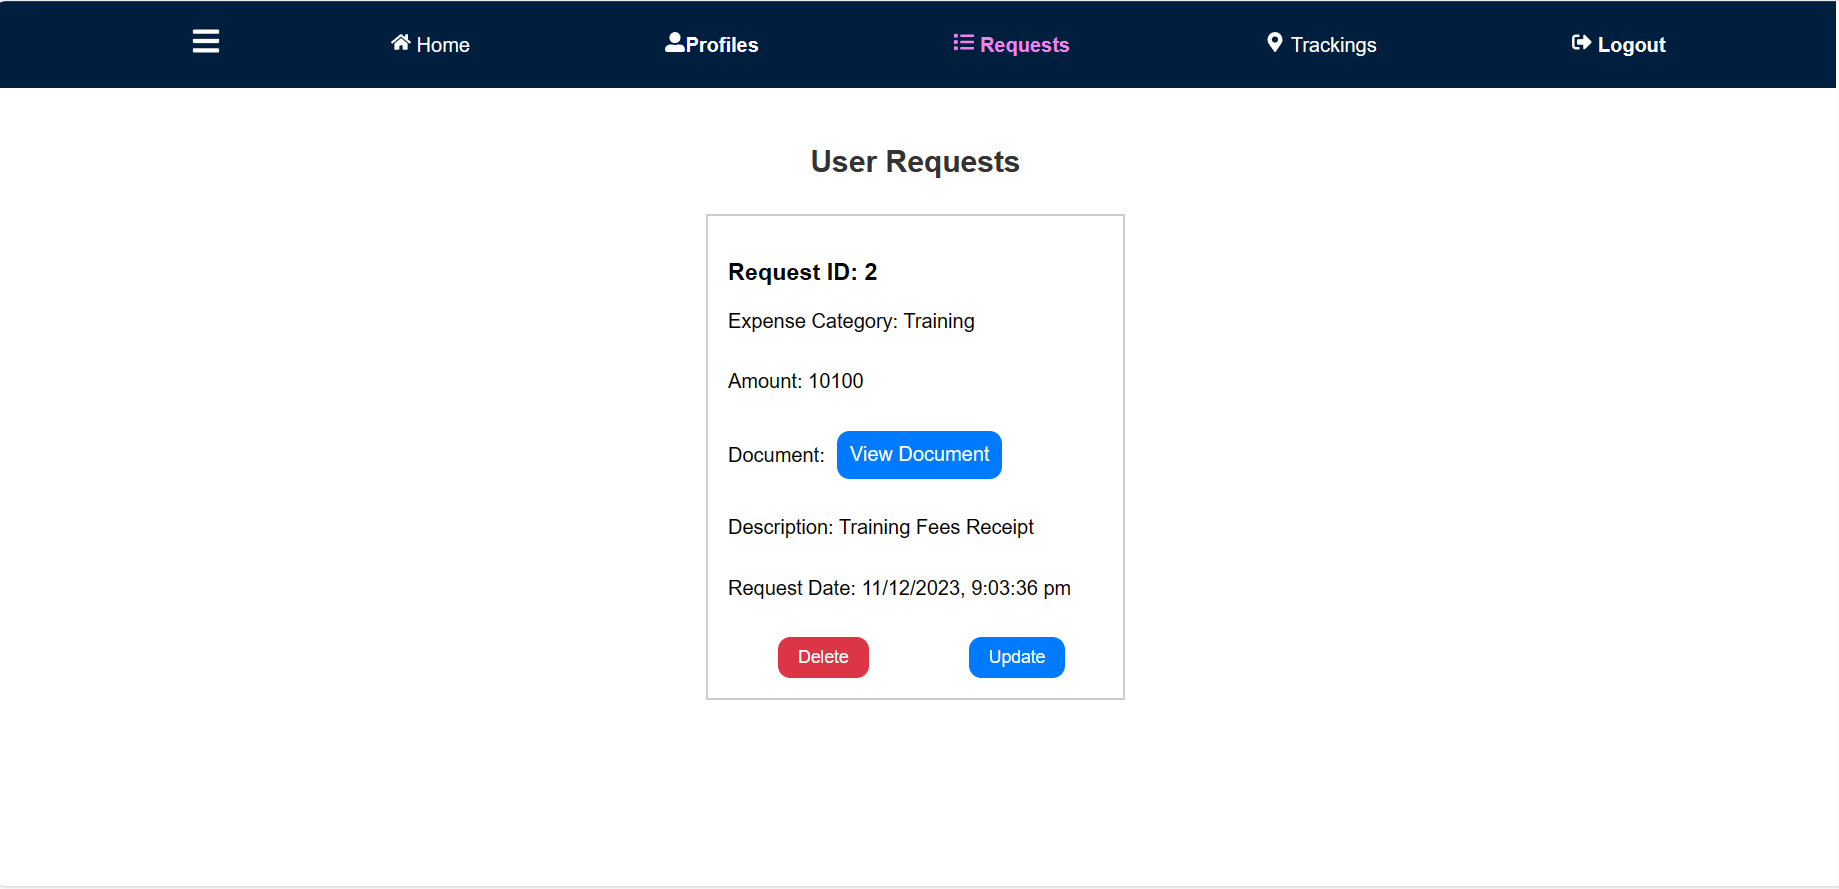 Home Profiles Requests Trackings Logout
User Requests
Request ID: 2
Expense Category: Training
Amount: 10100
Document: View Document
Description: Training Fees Receipt
Request Date: 11/12/2023, 9:03:36 pm
Delete Update